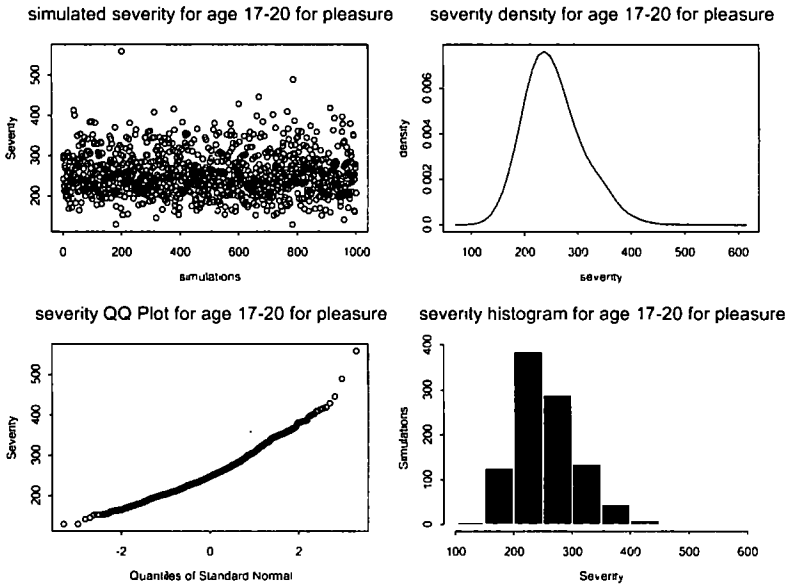 simulated severity for age 17-20 for pleasure
500
400
300
200
Severity
0 200 400 600 800 1000
simulations
severity density for age 17-20 for pleasure
0.006
0.004
0.002
0.0
density
100 200 300 400 500 600
severity
severity QQ Plot for age 17-20 for pleasure
500
400
300
200
Severity
-2 0 2
Quantiles of Standard Normal
severity histogram for age 17-20 for pleasure
400
300
200
100
0
Simulations
100 200 300 400 500 600
Severity